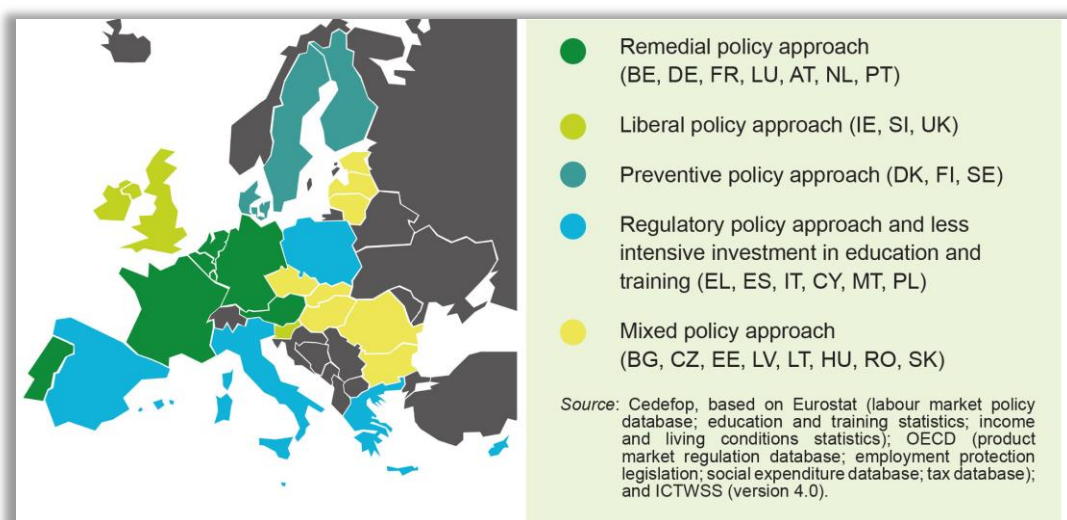 Remedial policy approach
(BE, DE, FR, LU, AT, NL, PT)
Liberal policy approach (IE, SI, UK)
Preventive policy approach (DK, FI, SE)
Regulatory policy approach and less
intensive investment in education and
training (EL, ES, IT, CY, MT, PL)
Mixed policy approach
(BG, CZ, EE, LV, LT, HU, RO, SK)
Source: Cedefop, based on Eurostat (labour market policy
database; education and training statistics; income
and living conditions statistics); OECD (product
market regulation database; employment protection
legislation; social expenditure database; tax database);
and ICTWSS (version 4.0).